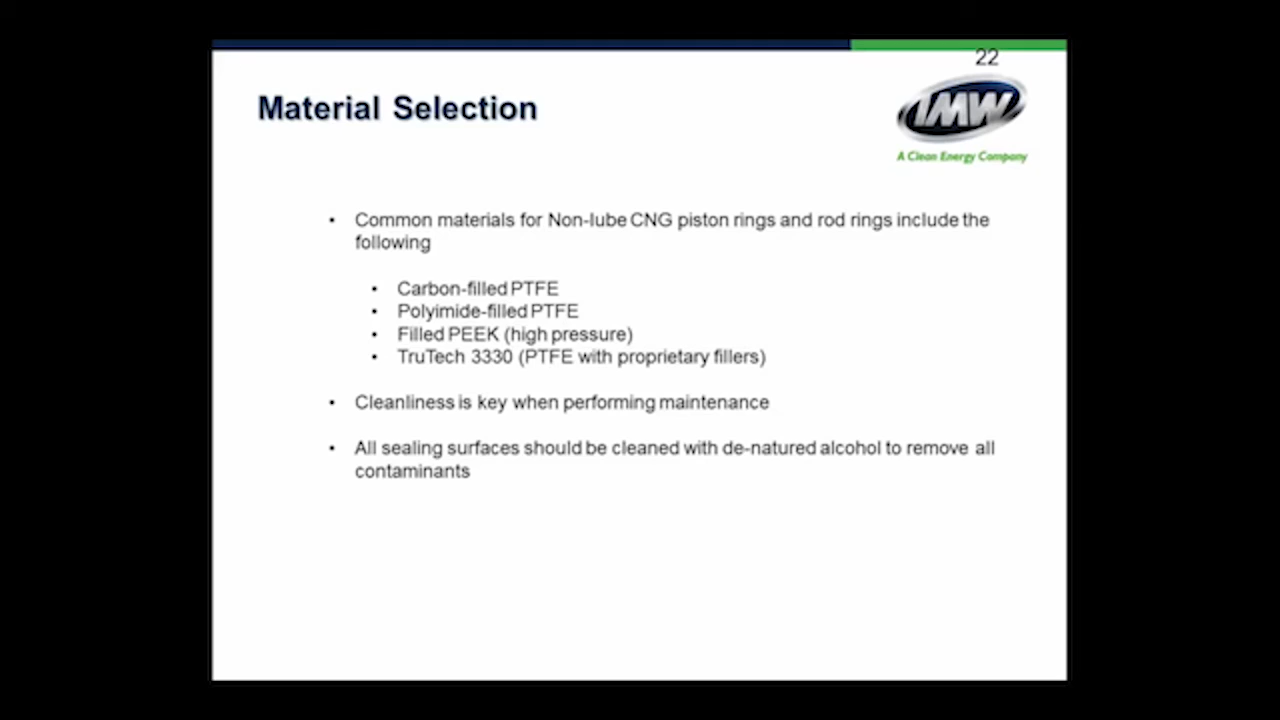 22
Material Selection
IMW
A Clean Energy Company
• Common materials for Non-lube CNG piston rings and rod rings include the
following
• Carbon-filled PTFE
• Polyimide-filled PTFE
• Filled PEEK (high pressure)
• TruTech 3330 (PTFE with proprietary fillers)
• Cleanliness is key when performing maintenance
• All sealing surfaces should be cleaned with de-natured alcohol to remove all
contaminants